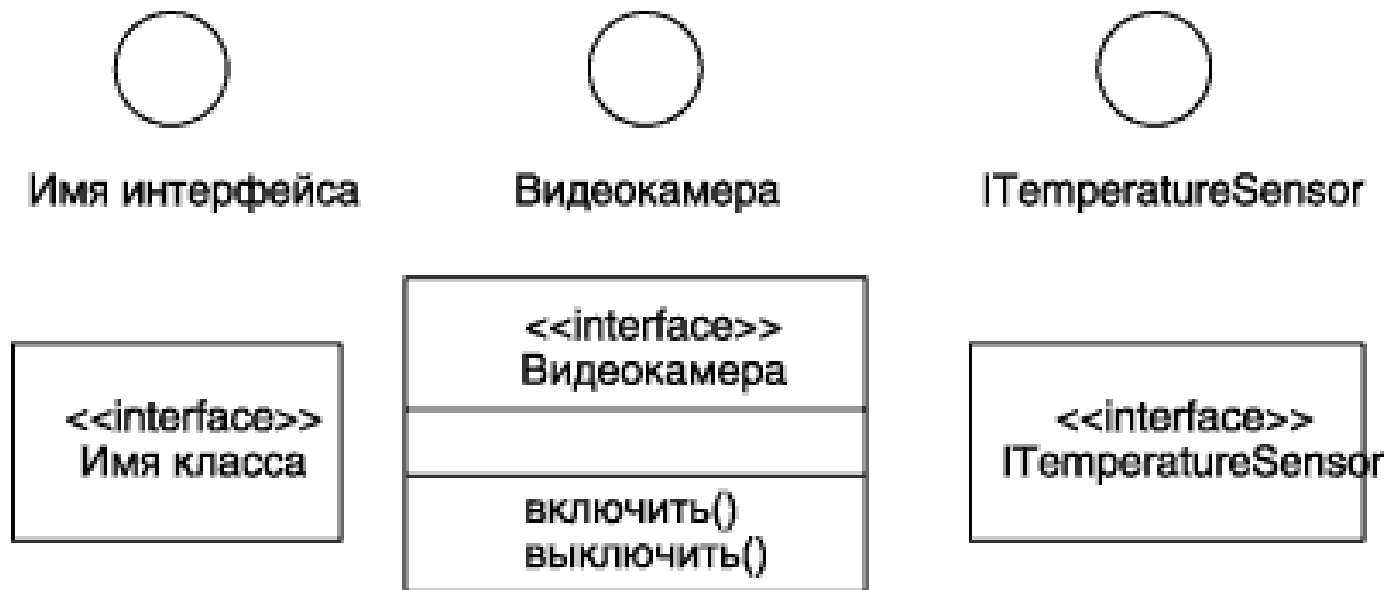 Имя интерфейса
Видеокамера
ITemperatureSensor
<<interface>>
Имя класса
<<interface>>
Видеокамера
включить()
выключить()
<<interface>>
ITemperatureSensor